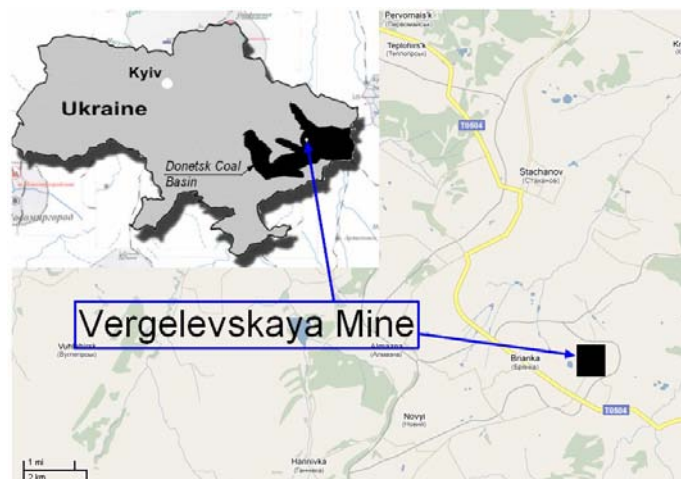 Pervomais'k
(Первомайськ)
Teplohirs'k
(Теплогірськ)
Kyiv
Ukraine
T0504
Donetsk Coal
Basin
Stachanov
(Стаханов)
Vergelevskaya Mine
Vuhlehirsk
(Вуглегірськ)
Almazna
(Алмазна)
Brianka
(Брянка)
T0504
Novyi
(Новий)
Hannivka
(Ганнівка)
1 mi
2 km